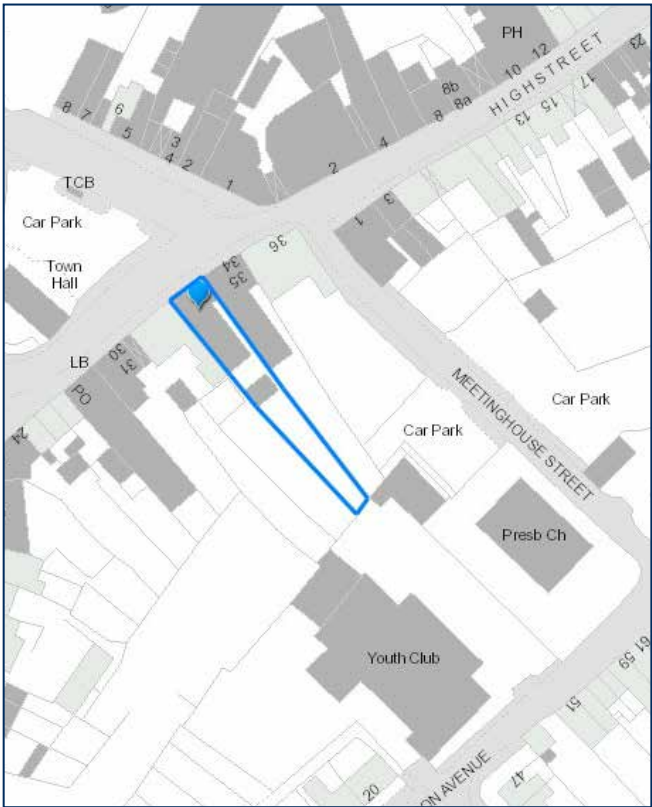 PH
12
10
HIGHSTREET
23
17
15
13
8b
8a
8
4
2
8
7
6
5
3
4
2
1
TCB
Car Park
Town
Hall
36
34
35
3
1
LB
30
31
PO
24
MEETINGHOUSE STREET
Car Park
Car Park
Presb Ch
Youth Club
61
59
51
47
20
ON AVENUE